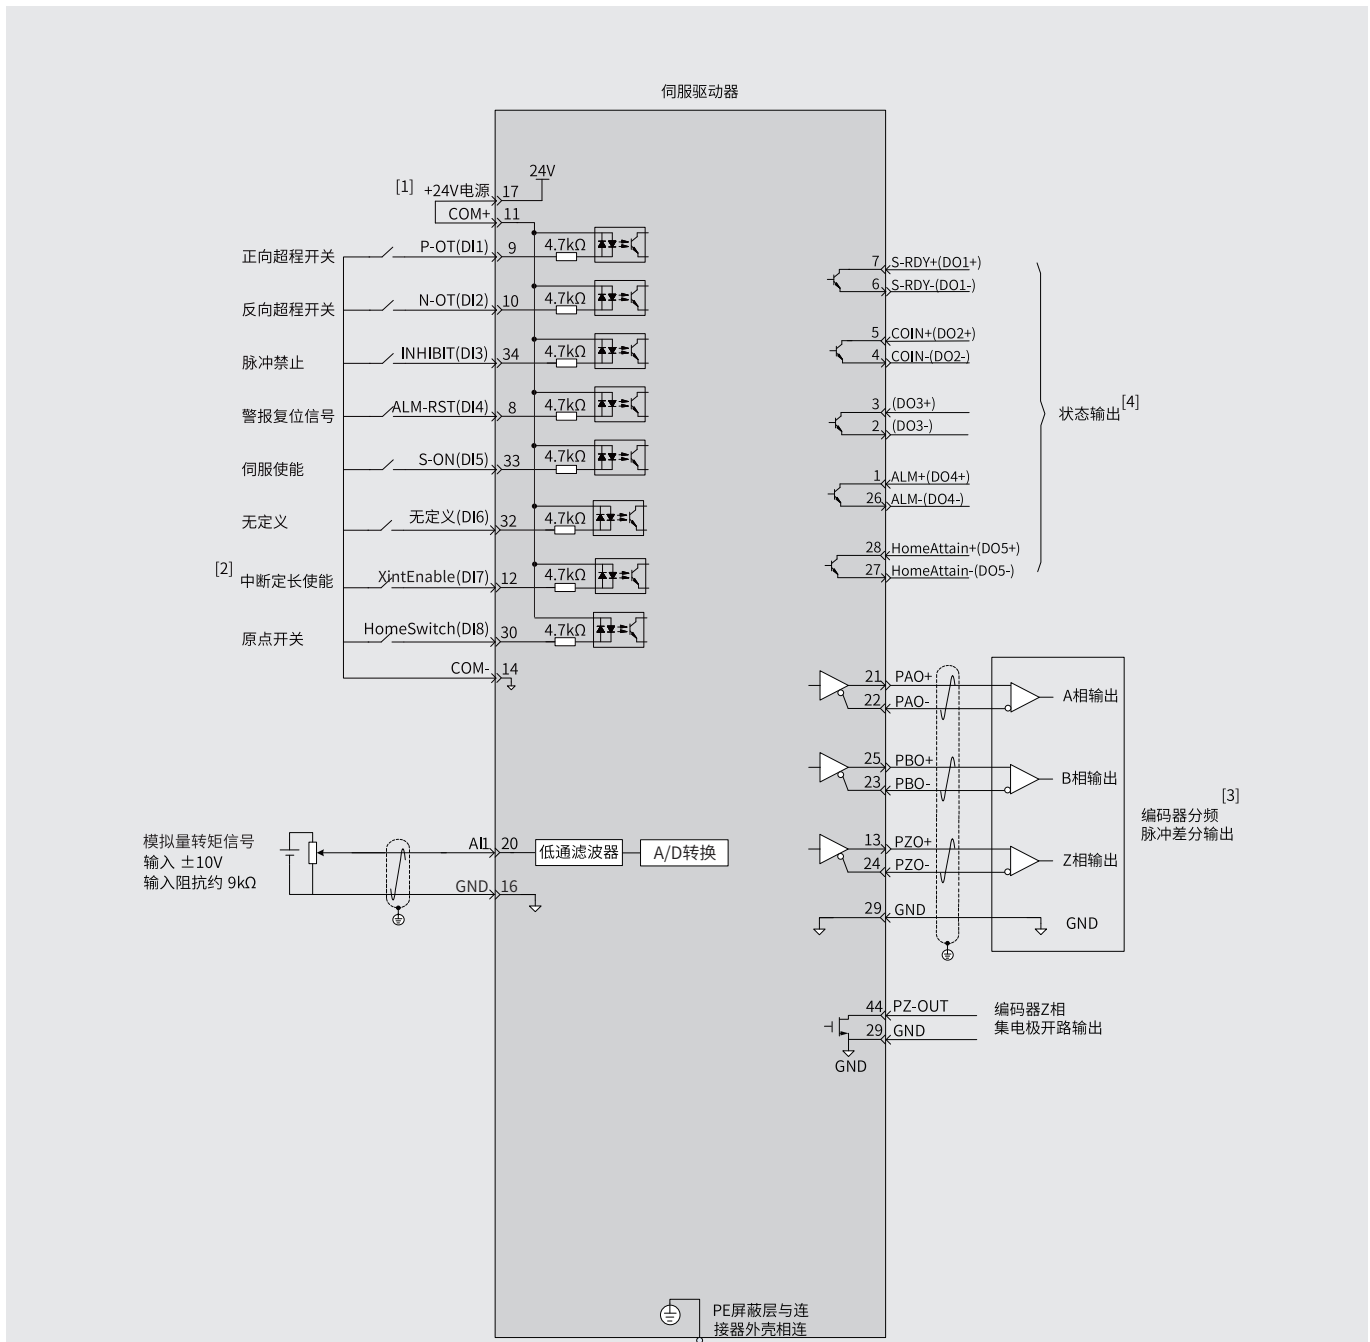 伺服驱动器
24V
[1]
+24V电源 17
COM+ 11
正向超程开关 P-OT(DI1) 9 4.7kΩ
反向超程开关 N-OT(DI2) 10 4.7kΩ
脉冲禁止 INHIBIT(DI3) 34 4.7kΩ
警报复位信号 ALM-RST(DI4) 8 4.7kΩ
伺服使能 S-ON(DI5) 33 4.7kΩ
无定义 无定义(DI6) 32 4.7kΩ
[2] 中断定长使能 XintEnable(DI7) 12 4.7kΩ
原点开关 HomeSwitch(DI8) 30 4.7kΩ
COM- 14
模拟量转矩信号
输入 ±10V
输入阻抗约 9kΩ
AI1 20 低通滤波器 A/D转换
GND 16
7 S-RDY+(DO1+)
6 S-RDY-(DO1-)
5 COIN+(DO2+)
4 COIN-(DO2-)
3 (DO3+)
2 (DO3-)
1 ALM+(DO4+)
26 ALM-(DO4-)
28 HomeAttain+(DO5+)
27 HomeAttain-(DO5-)
状态输出[4]
21 PAO+
22 PAO-
A相输出
25 PBO+
23 PBO-
B相输出
13 PZO+
24 PZO-
Z相输出
29 GND
GND
[3]
编码器分频
脉冲差分输出
44 PZ-OUT
29 GND
GND
编码器Z相
集电极开路输出
PE屏蔽层与连
接器外壳相连